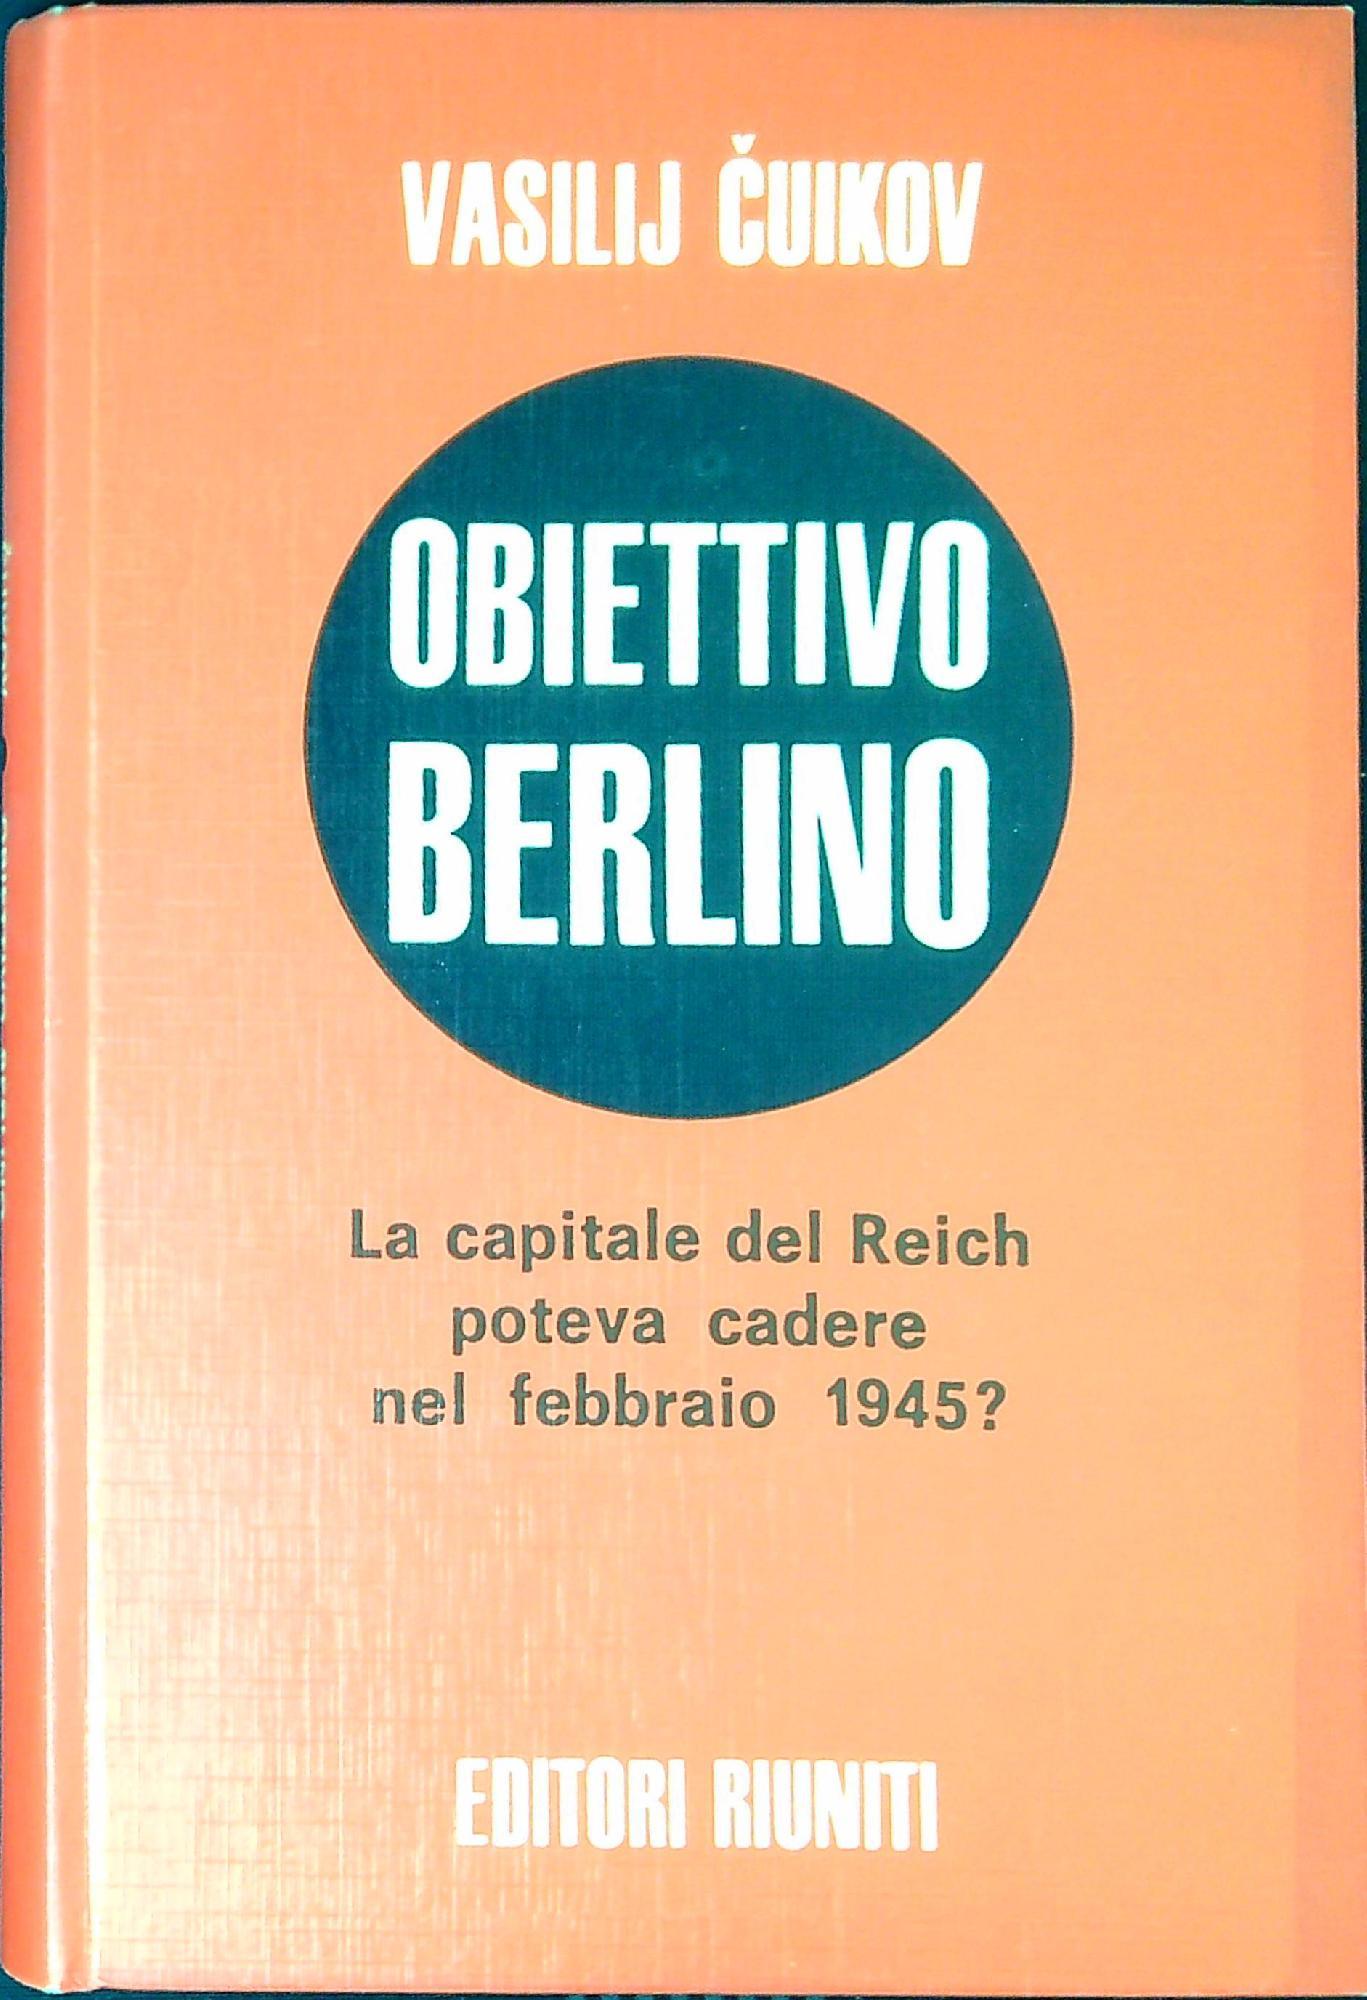 VASILIJ ČUIKOV
OBIETTIVO
BERLINO
La capitale del Reich
poteva cadere
nel febbraio 1945?
EDITORI RIUNITI